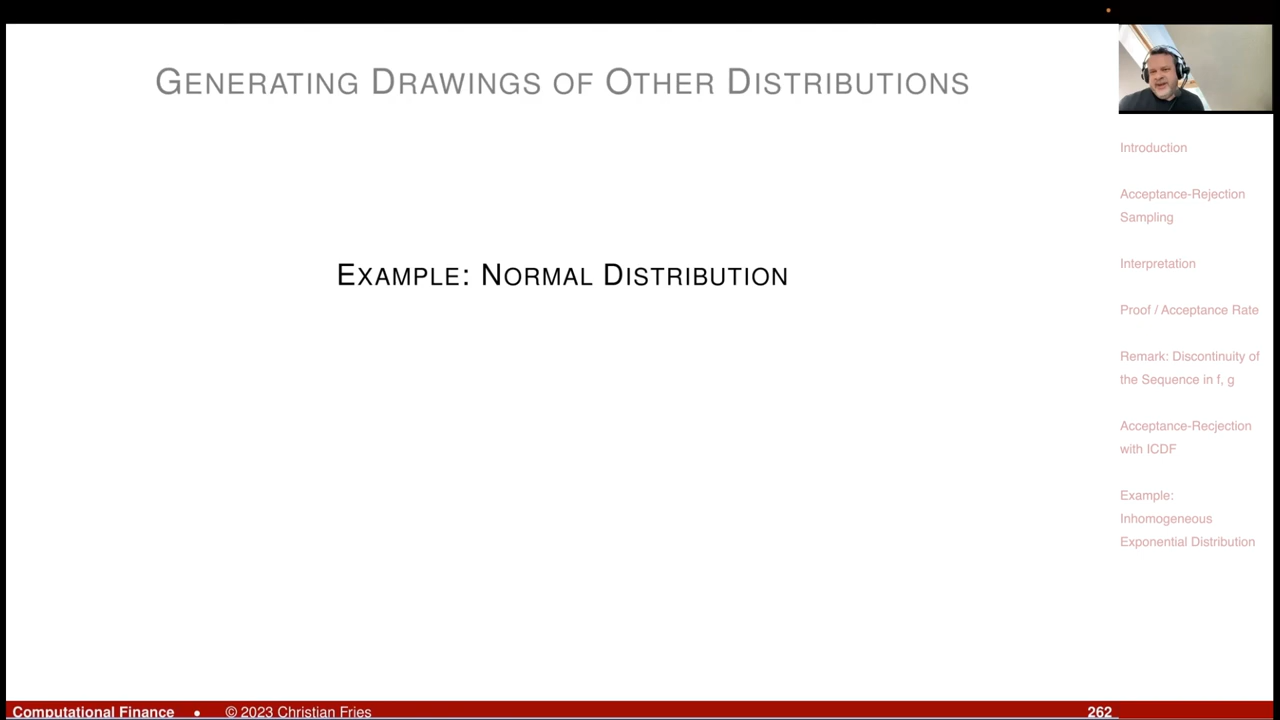 GENERATING DRAWINGS OF OTHER DISTRIBUTIONS
EXAMPLE: NORMAL DISTRIBUTION
Introduction
Acceptance-Rejection
Sampling
Interpretation
Proof / Acceptance Rate
Remark: Discontinuity of
the Sequence in f, g
Acceptance-Recjection
with ICDF
Example:
Inhomogeneous
Exponential Distribution
Computational Finance • © 2023 Christian Fries 262